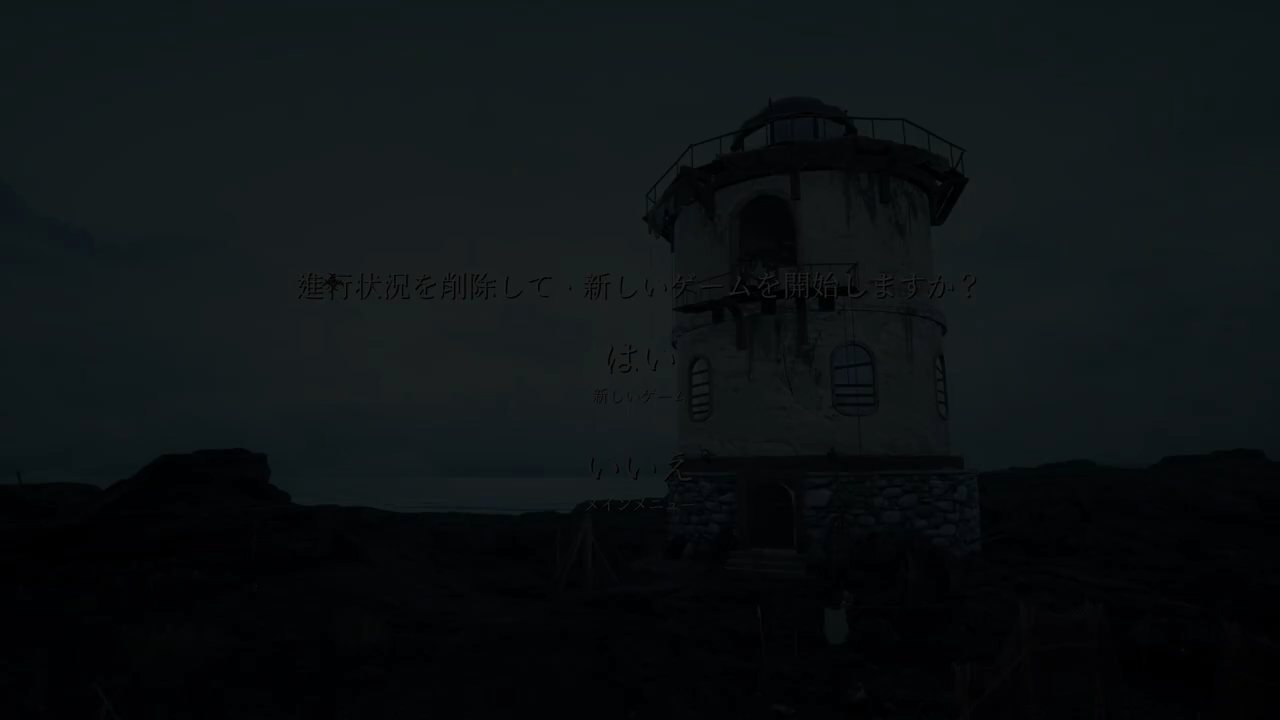 進行状況を削除して・新しいゲームを開始しますか？
はい
新しいゲーム
いいえ
メインメニュー